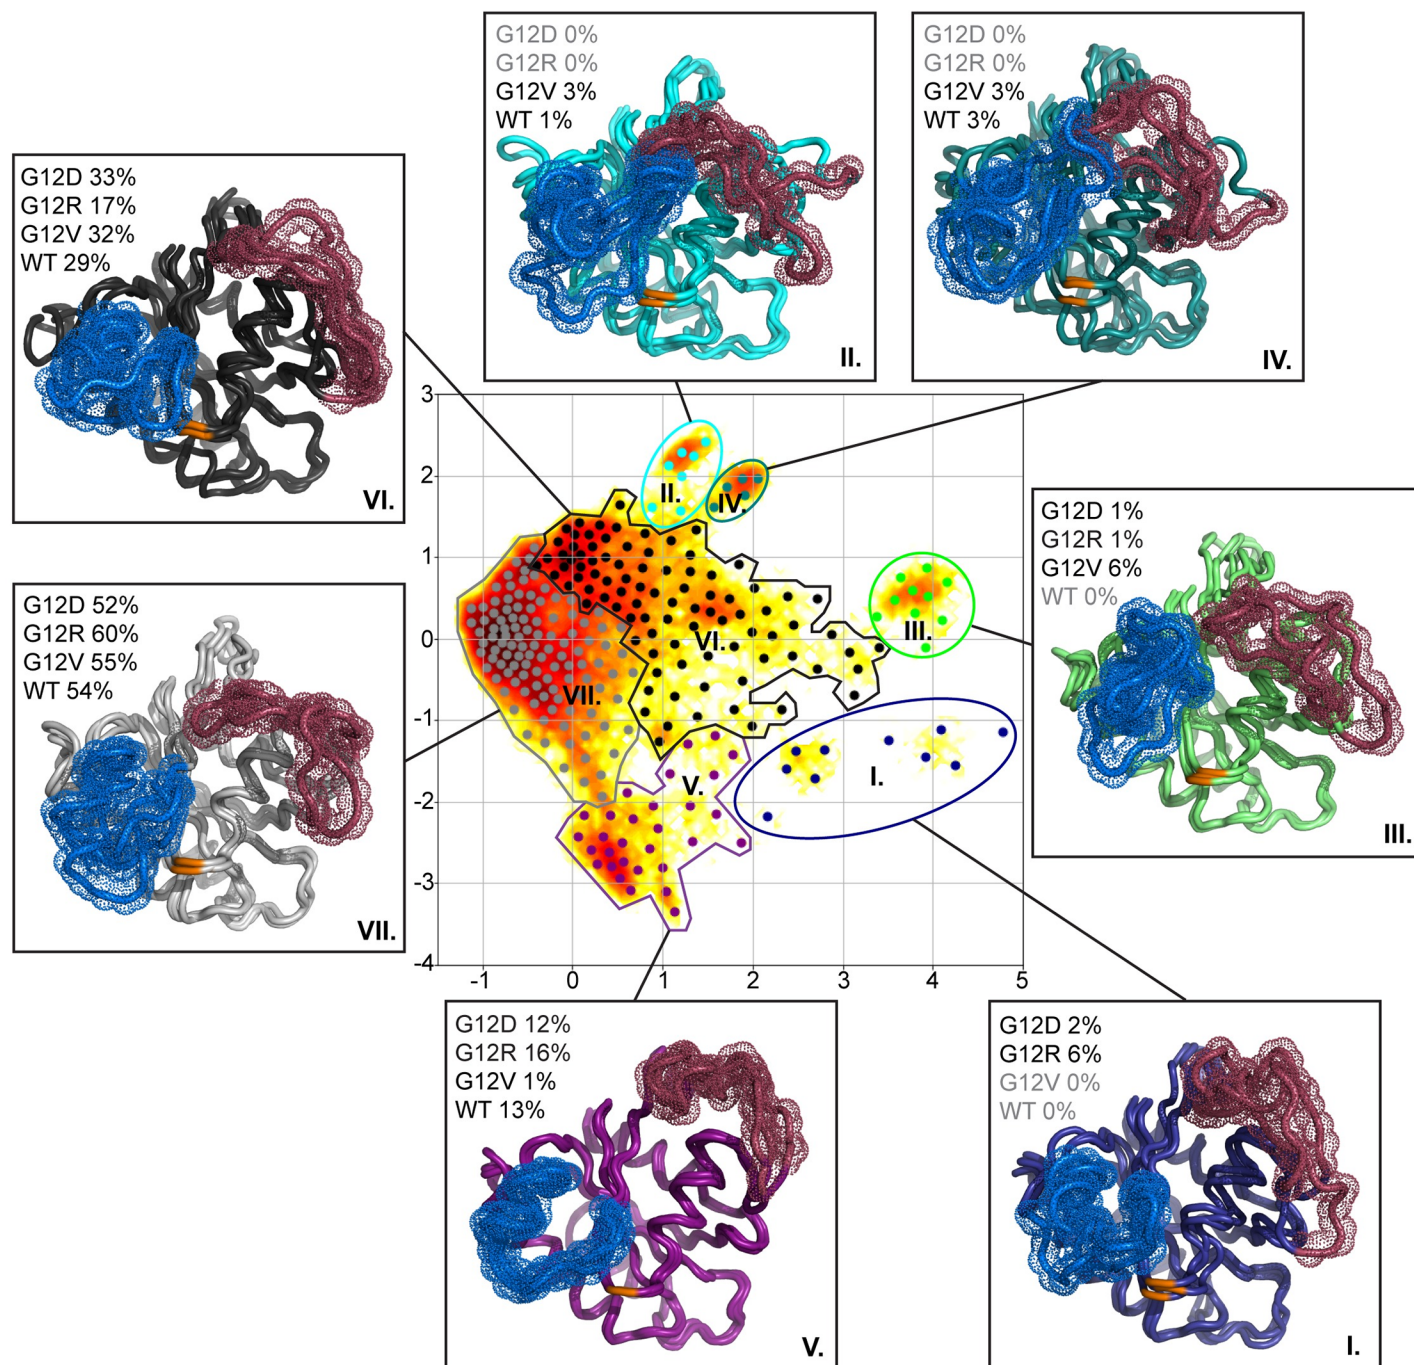 G12D 0%
G12R 0%
G12V 3%
WT 1%
II.
G12D 0%
G12R 0%
G12V 3%
WT 3%
IV.
G12D 33%
G12R 17%
G12V 32%
WT 29%
VI.
G12D 1%
G12R 1%
G12V 6%
WT 0%
III.
G12D 52%
G12R 60%
G12V 55%
WT 54%
VII.
3
2
1
0
-1
-2
-3
-4
-1 0 1 2 3 4 5
II.
IV.
III.
VI.
VII.
V.
I.
G12D 12%
G12R 16%
G12V 1%
WT 13%
V.
G12D 2%
G12R 6%
G12V 0%
WT 0%
I.